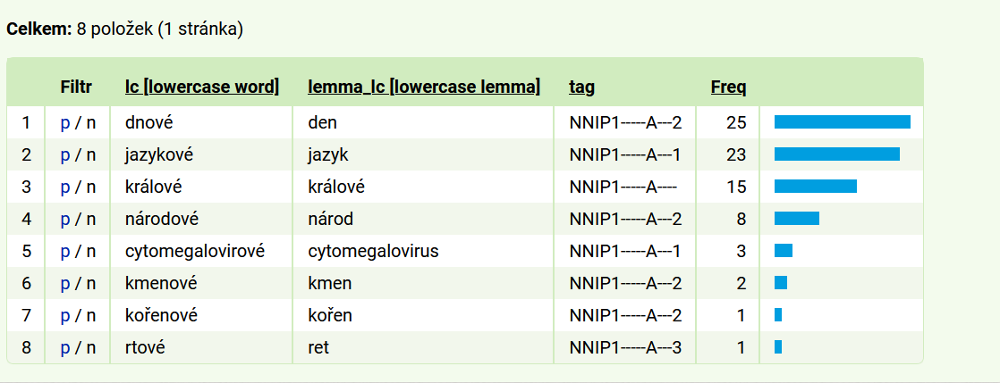 Celkem: 8 položek (1 stránka)
Filtr lc [lowercase word] lemma_lc [lowercase lemma] tag Freq
1 p / n dnové den NNIP1-----A---2 25
2 p / n jazykové jazyk NNIP1-----A---1 23
3 p / n králové králové NNIP1-----A---- 15
4 p / n národové národ NNIP1-----A---2 8
5 p / n cytomegalovirové cytomegalovirus NNIP1-----A---1 3
6 p / n kmenové kmen NNIP1-----A---2 2
7 p / n kořenové kořen NNIP1-----A---2 1
8 p / n rtové ret NNIP1-----A---3 1